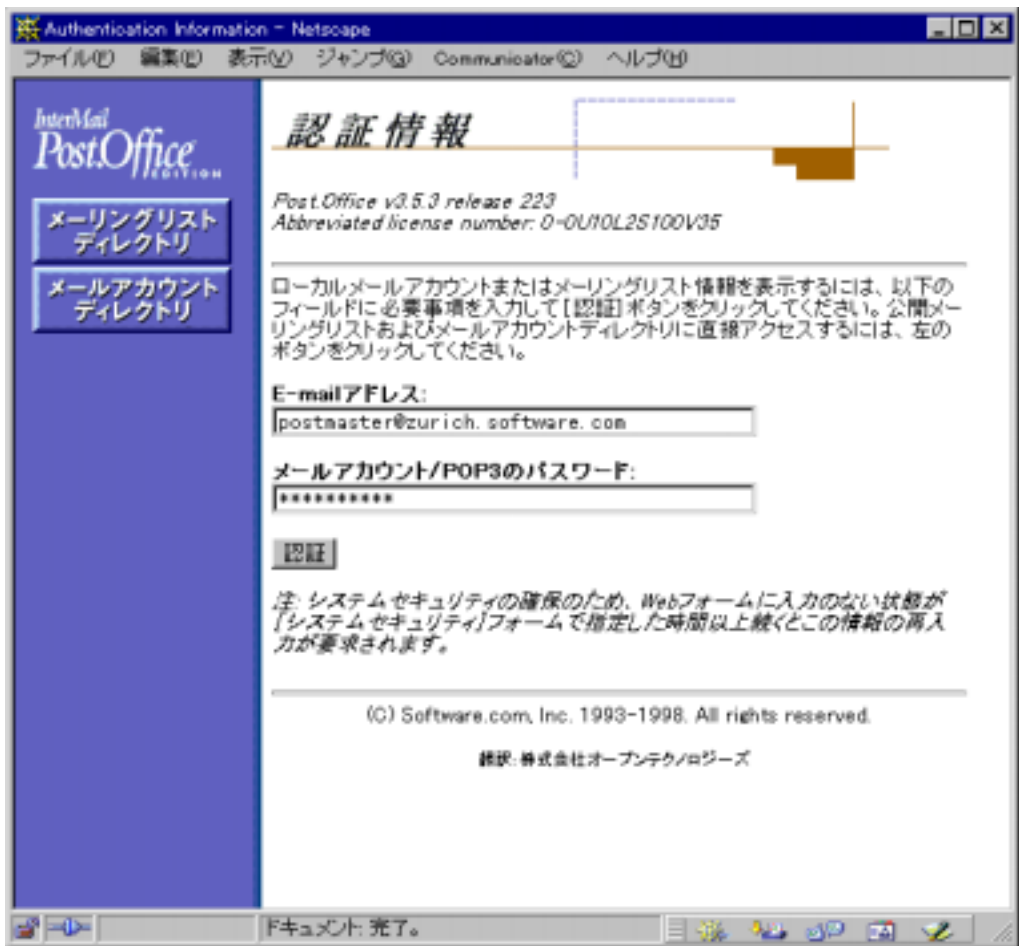 Authentication Information - Netscape
ファイル(F) 編集(E) 表示(V) ジャンプ(G) Communicator(C) ヘルプ(H)
InterMail
Post.Office
EDITION
メーリングリスト
ディレクトリ
メールアカウント
ディレクトリ
認証情報
Post.Office v3.5.3 release 223
Abbreviated license number: 0-0U10L2S100V35
ローカルメールアカウントまたはメーリングリスト情報を表示するには、以下の
フィールドに必要事項を入力して[認証]ボタンをクリックしてください。公開メー
リングリストおよびメールアカウントディレクトリに直接アクセスするには、左の
ボタンをクリックしてください。
E-mailアドレス:
postmaster@zurich.software.com
メールアカウント/POP3のパスワード:
**********
認証
注: システムセキュリティの確保のため、Webフォームに入力のない状態が
[システムセキュリティ]フォームで指定した時間以上続くとこの情報の再入
力が要求されます。
(C) Software.com, Inc. 1993-1998. All rights reserved.
翻訳: 株式会社オープンテクノロジーズ
ドキュメント: 完了。